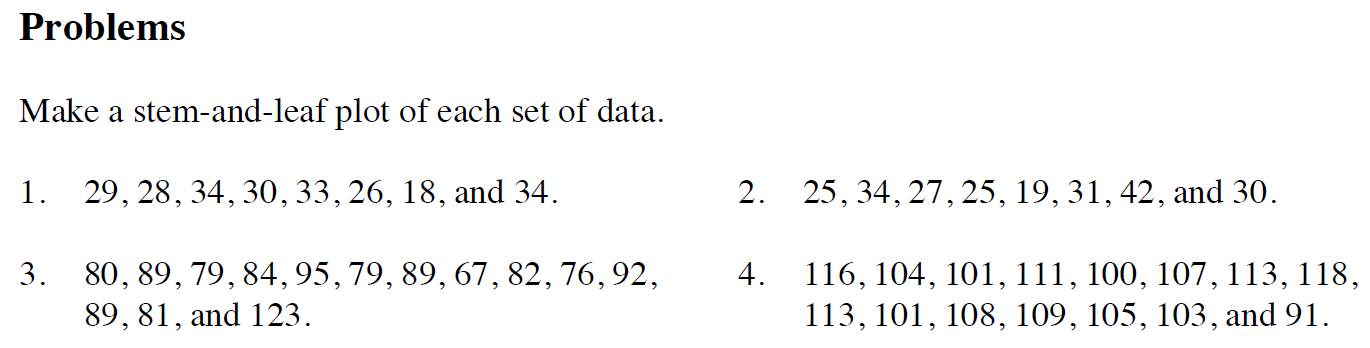 Problems
Make a stem-and-leaf plot of each set of data.
1. 29, 28, 34, 30, 33, 26, 18, and 34.
2. 25, 34, 27, 25, 19, 31, 42, and 30.
3. 80, 89, 79, 84, 95, 79, 89, 67, 82, 76, 92,
89, 81, and 123.
4. 116, 104, 101, 111, 100, 107, 113, 118,
113, 101, 108, 109, 105, 103, and 91.